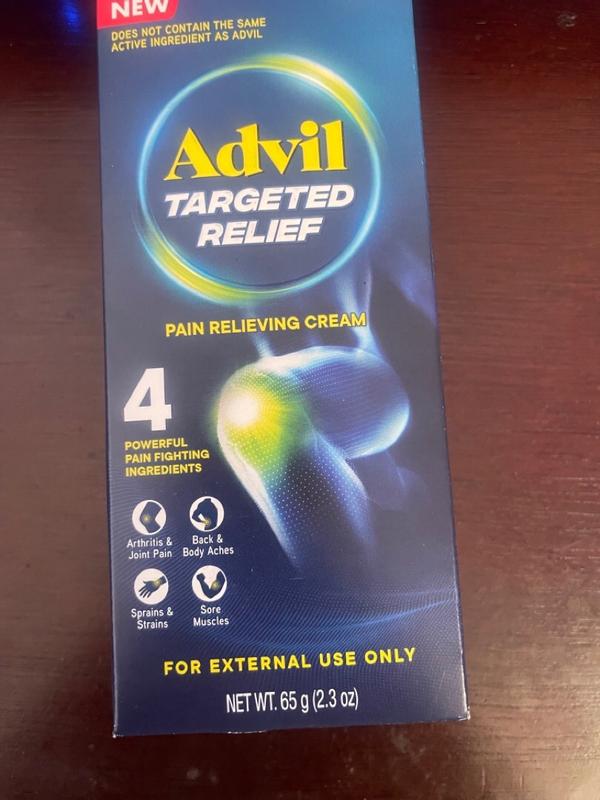 NEW
DOES NOT CONTAIN THE SAME
ACTIVE INGREDIENT AS ADVIL
Advil
TARGETED
RELIEF
PAIN RELIEVING CREAM
4
POWERFUL
PAIN FIGHTING
INGREDIENTS
Arthritis &
Joint Pain
Back &
Body Aches
Sprains &
Strains
Sore
Muscles
FOR EXTERNAL USE ONLY
NET WT. 65 g (2.3 oz)